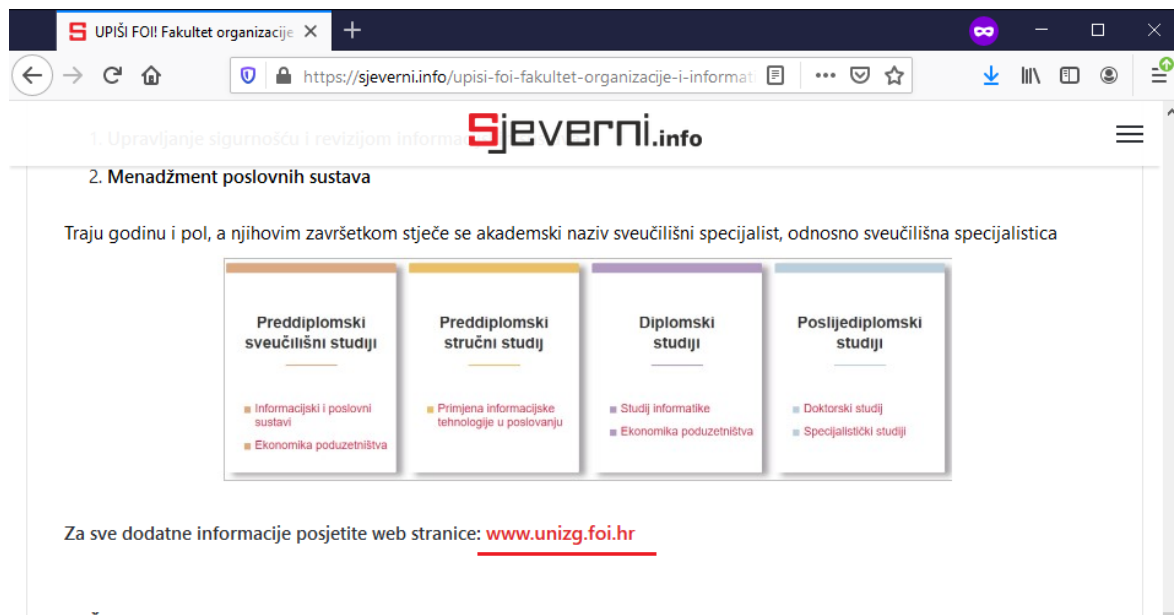 UPIŠI FOI! Fakultet organizacije
https://sjeverni.info/upisi-foi-fakultet-organizacije-i-informat
Sjeverni.info
1. Upravljanje sigurnošću i revizijom informa
2. Menadžment poslovnih sustava
Traju godinu i pol, a njihovim završetkom stječe se akademski naziv sveučilišni specijalist, odnosno sveučilišna specijalistica
Preddiplomski
sveučilišni studiji
Informacijski i poslovni
sustavi
Ekonomika poduzetništva
Preddiplomski
stručni studij
Primjena informacijske
tehnologije u poslovanju
Diplomski
studiji
Studij informatike
Ekonomika poduzetništva
Poslijediplomski
studiji
Doktorski studij
Specijalistički studiji
Za sve dodatne informacije posjetite web stranice: www.unizg.foi.hr